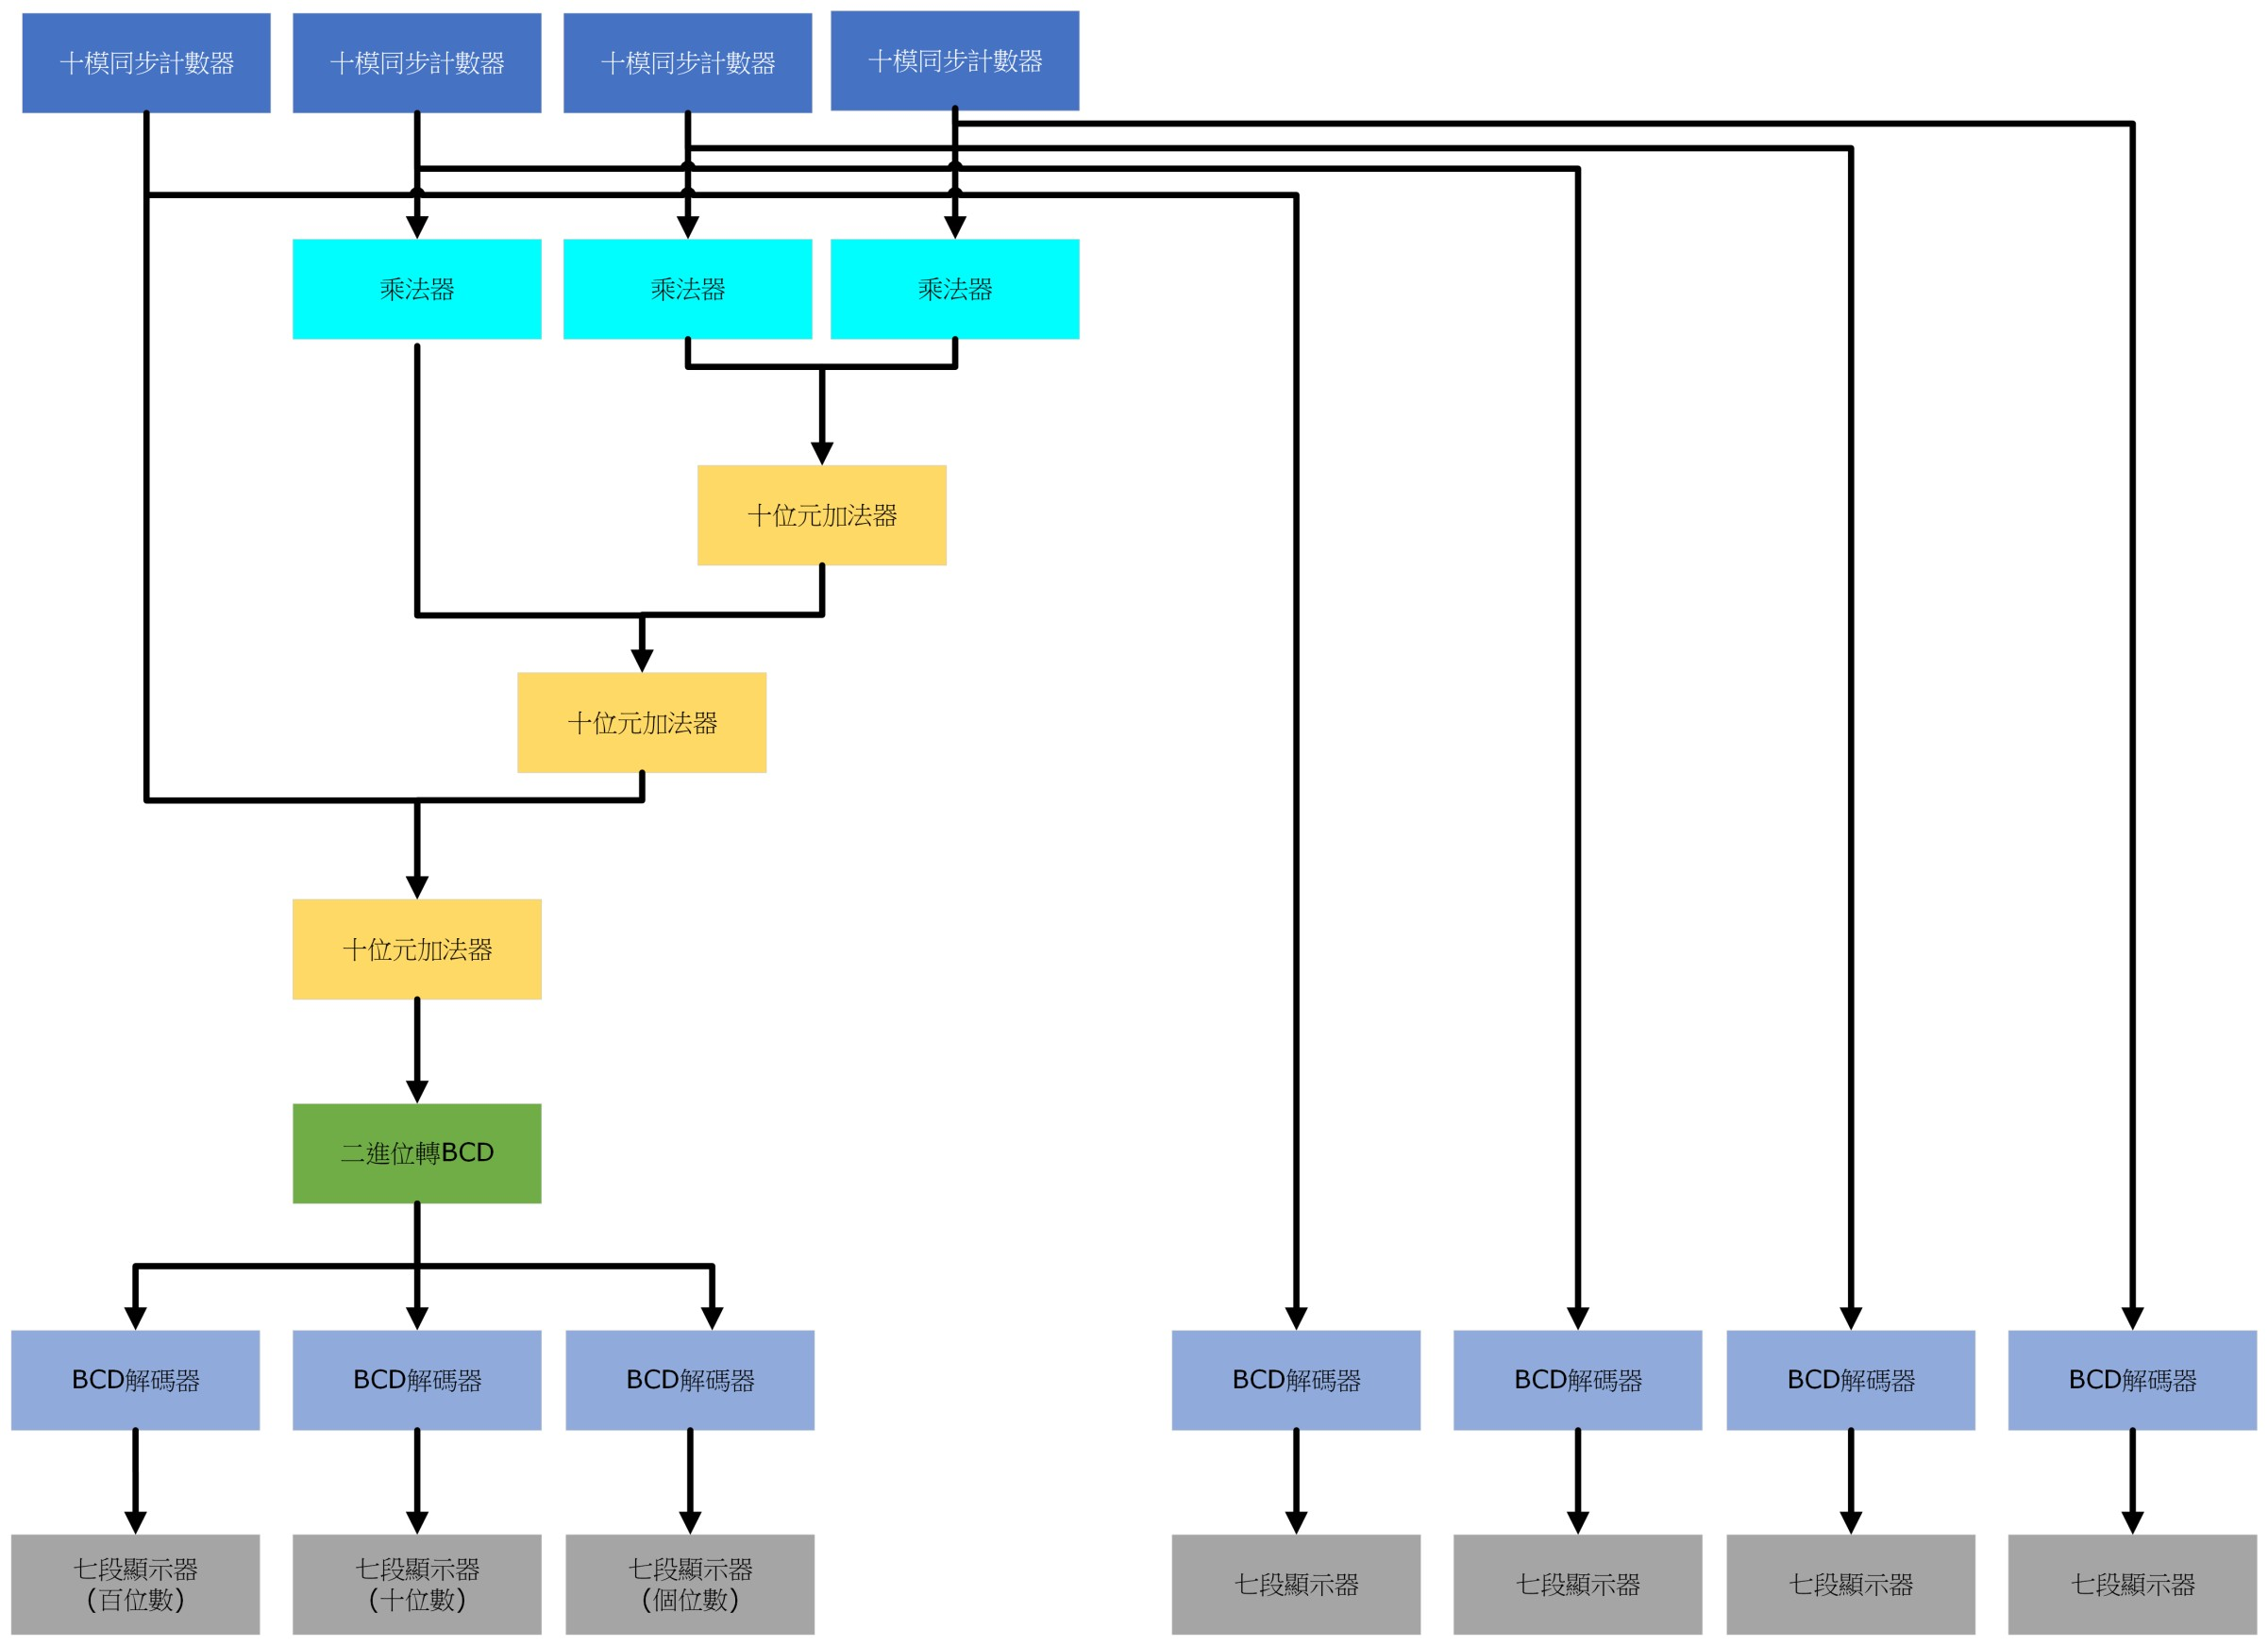 十模同步計數器
十模同步計數器
十模同步計數器
十模同步計數器
乘法器
乘法器
乘法器
十位元加法器
十位元加法器
十位元加法器
二進位轉BCD
BCD解碼器
BCD解碼器
BCD解碼器
BCD解碼器
BCD解碼器
BCD解碼器
BCD解碼器
七段顯示器
(百位數)
七段顯示器
(十位數)
七段顯示器
(個位數)
七段顯示器
七段顯示器
七段顯示器
七段顯示器